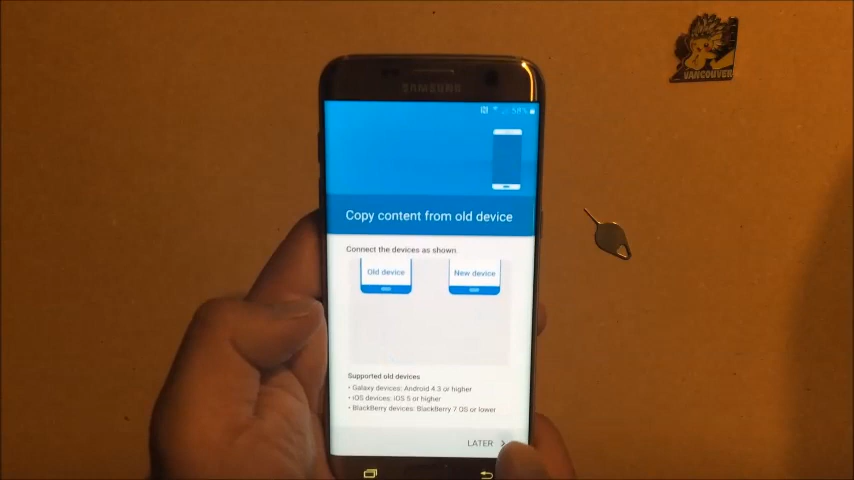 VANCOUVER
SAMSUNG
58%
Copy content from old device
Connect the devices as shown.
Old device
New device
Supported old devices
• Galaxy devices: Android 4.3 or higher
• iOS devices: iOS 5 or higher
• BlackBerry devices: BlackBerry 7 OS or lower
LATER >